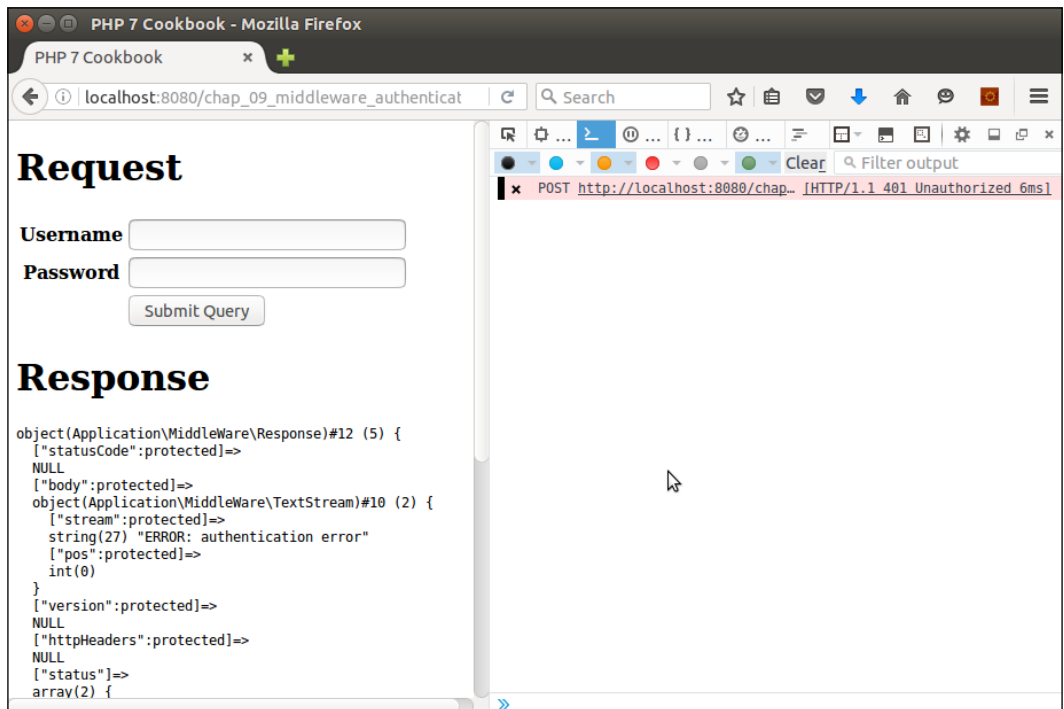 PHP 7 Cookbook - Mozilla Firefox
PHP 7 Cookbook
localhost:8080/chap_09_middleware_authenticat
Search
... ... { } ... ...
Clear Filter output
POST http://localhost:8080/chap… [HTTP/1.1 401 Unauthorized 6ms]
Request
Username
Password
Submit Query
Response
object(Application\MiddleWare\Response)#12 (5) {
["statusCode":protected]=>
NULL
["body":protected]=>
object(Application\MiddleWare\TextStream)#10 (2) {
["stream":protected]=>
string(27) "ERROR: authentication error"
["pos":protected]=>
int(0)
}
["version":protected]=>
NULL
["httpHeaders":protected]=>
NULL
["status"]=>
array(2) {